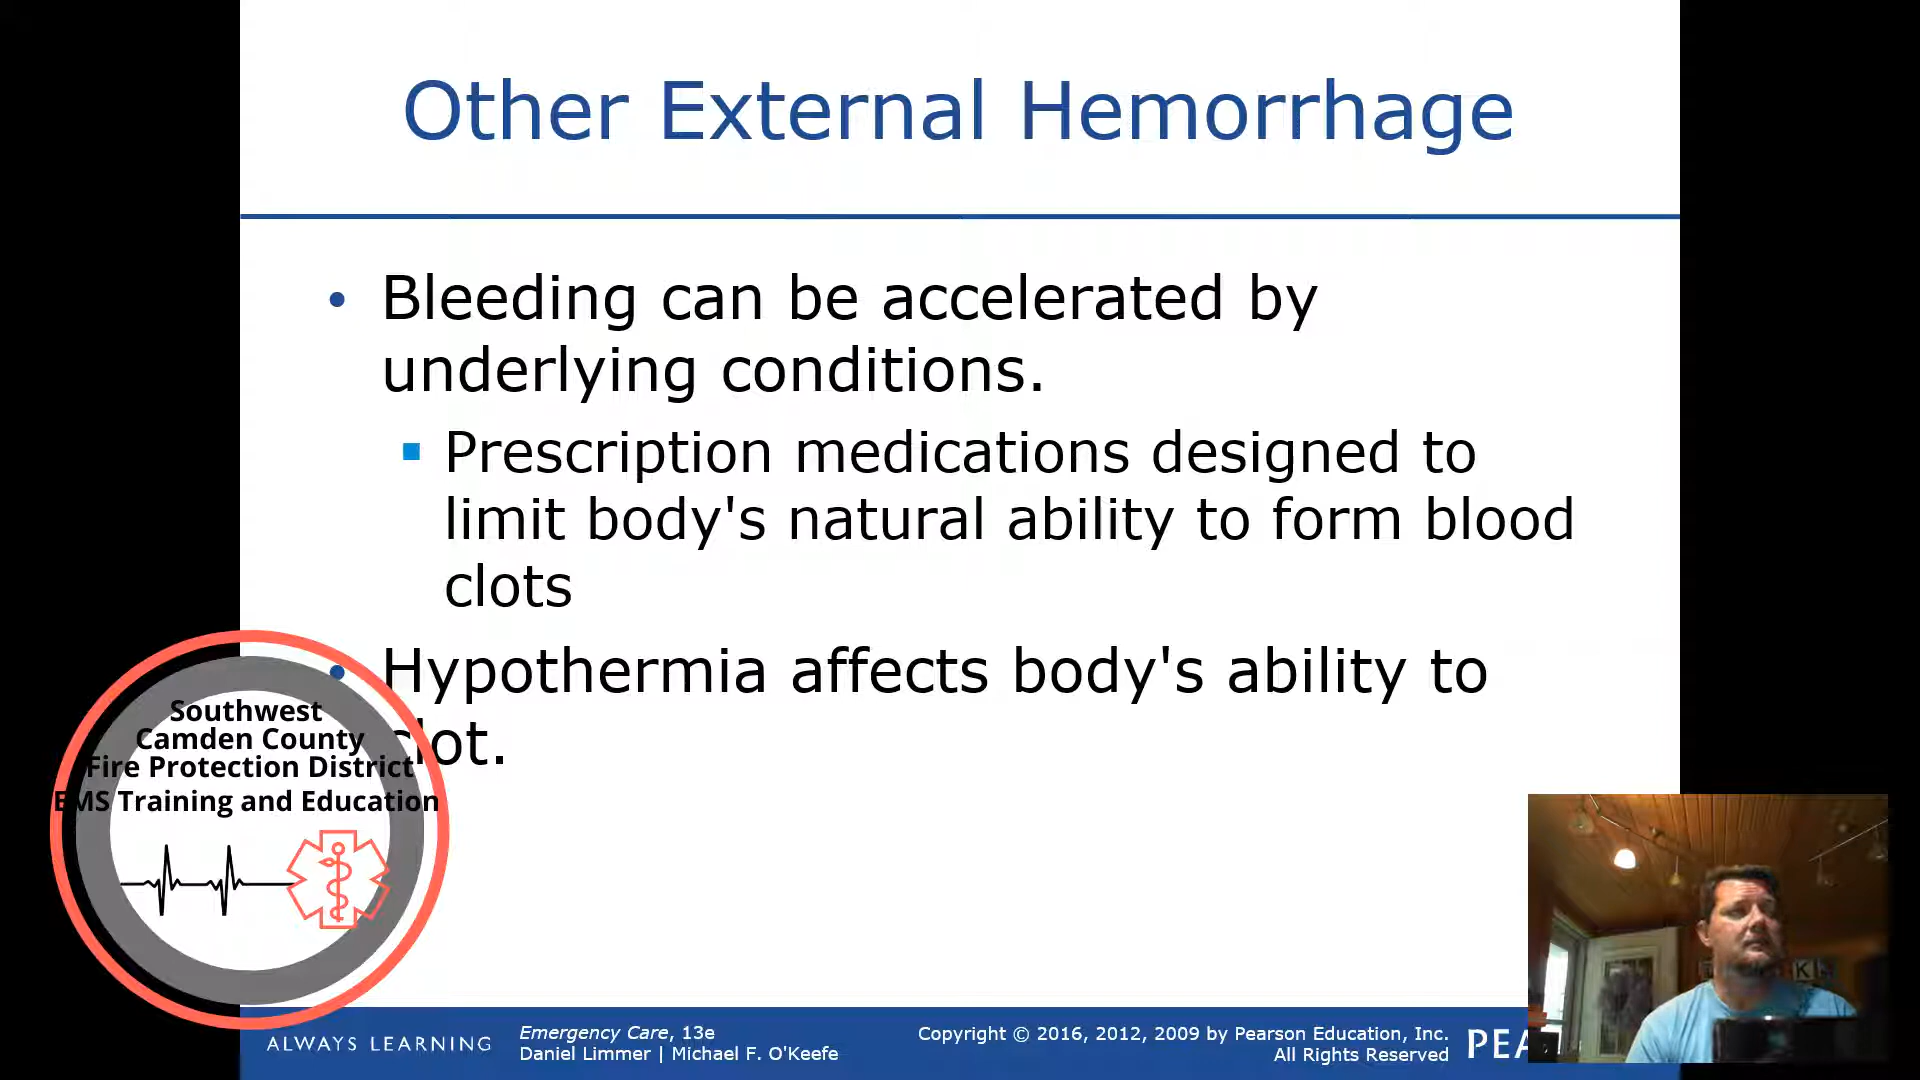 Other External Hemorrhage
• Bleeding can be accelerated by
underlying conditions.
▪ Prescription medications designed to
limit body's natural ability to form blood
clots
• Hypothermia affects body's ability to
clot.
Southwest
Camden County
Fire Protection District
EMS Training and Education
ALWAYS LEARNING
Emergency Care, 13e
Daniel Limmer | Michael F. O'Keefe
Copyright © 2016, 2012, 2009 by Pearson Education, Inc.
All Rights Reserved